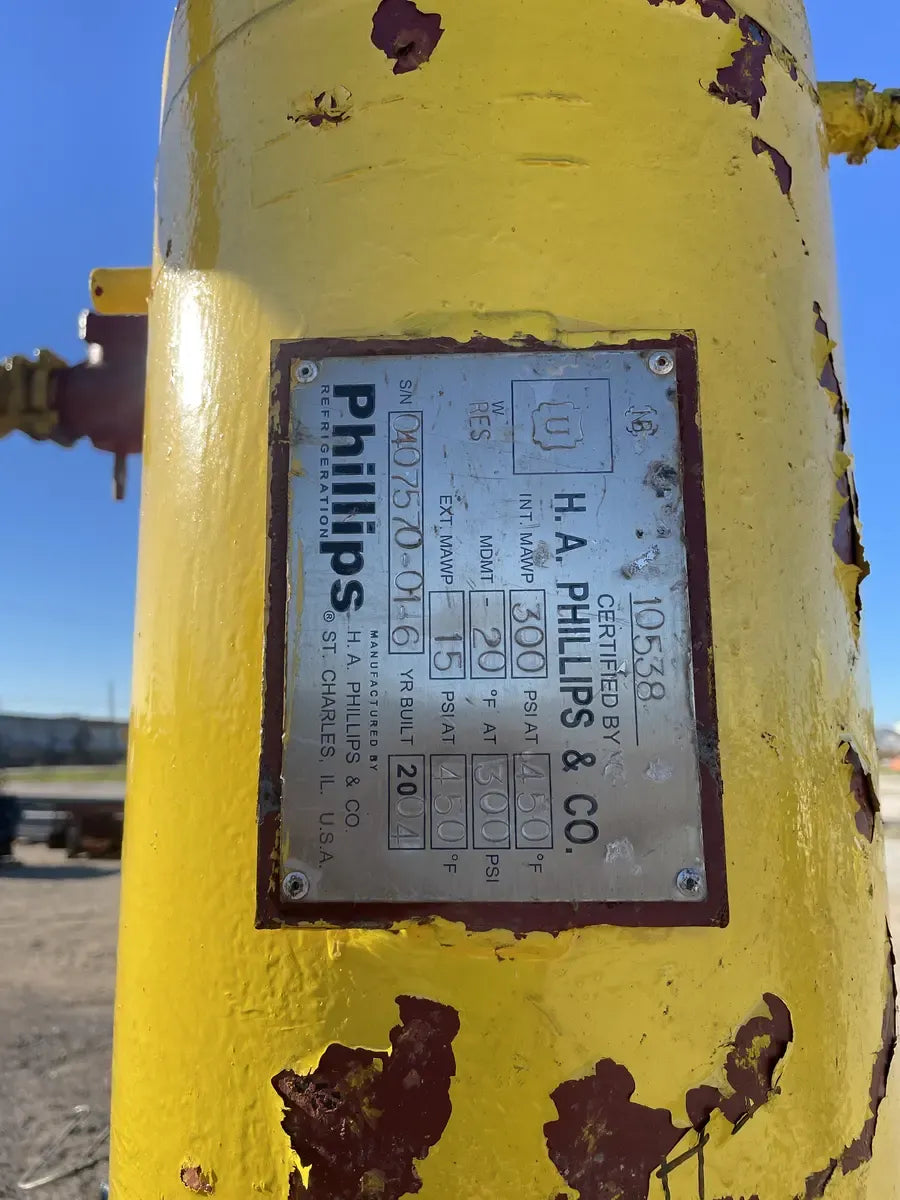 NB 10538
CERTIFIED BY
H. A. PHILLIPS & CO.
U
W
RES
INT. MAWP 300 PSI AT 450 °F
MDMT -20 °F AT 300 PSI
EXT. MAWP 15 PSI AT 450 °F
S/N 0407570-01.6 YR BUILT 2004
Phillips®
REFRIGERATION
MANUFACTURED BY
H. A. PHILLIPS & CO.
ST. CHARLES, IL. U.S.A.